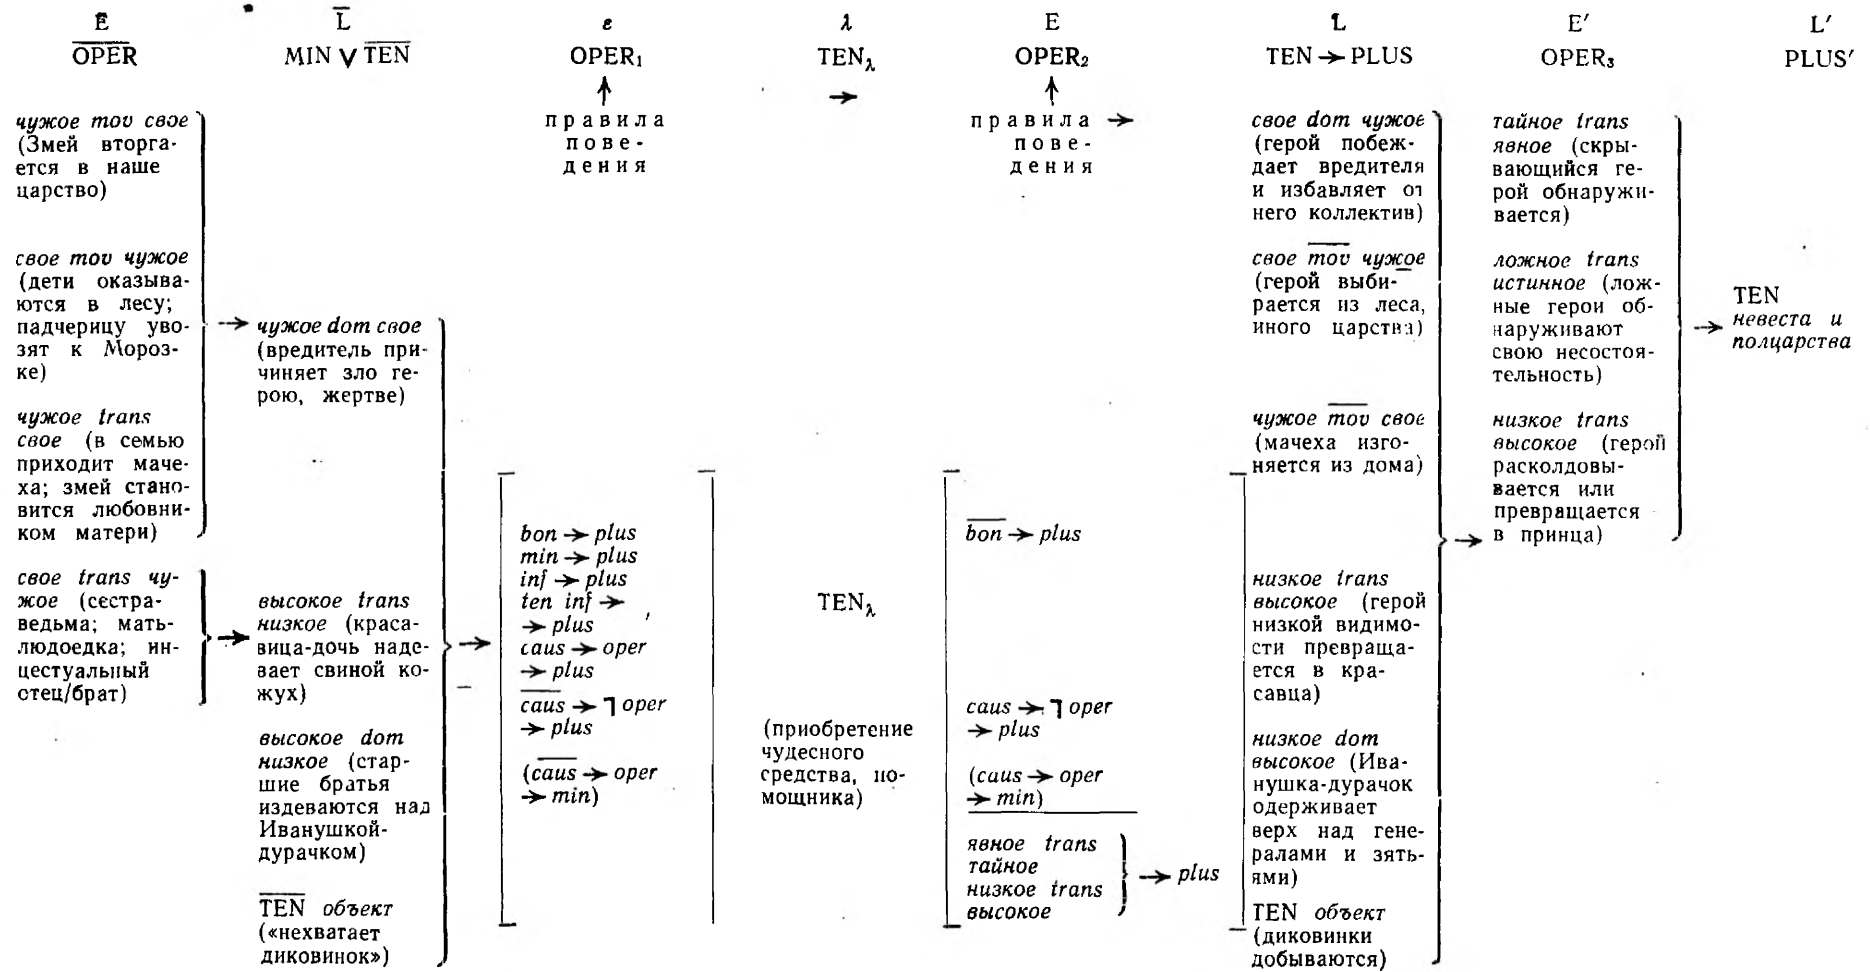 Ē L̄ e λ E L E′ L′
O̅P̅E̅R̅ MIN ∨ T̅E̅N̅ OPER₁ TENλ OPER₂ TEN → PLUS OPER₃ PLUS′
чужое mov свое
(Змей вторга-
ется в наше
царство)
свое mov чужое
(дети оказыва-
ются в лесу;
падчерицу уво-
зят к Мороз-
ке)
чужое trans
свое (в семью
приходит маче-
ха; змей стано-
вится любовни-
ком матери)
свое trans чу-
жое (сестра-
ведьма; мать-
людоедка; ин-
цестуальный
отец/брат)
→ чужое dom свое
(вредитель при-
чиняет зло ге-
рою, жертве)
→ высокое trans
низкое (краса-
вица-дочь наде-
вает свиной ко-
жух)
высокое dom
низкое (стар-
шие братья
издеваются над
Иванушкой-
дурачком)
T̅E̅N̅ объект
(«нехватает
диковинок»)
→
↑
правила
пове-
дения
bon → plus
min → plus
inf → plus
ten inf →
→ plus
caus → oper
→ plus
c̅a̅u̅s̅ → ⌉ oper
→ plus
(c̅a̅u̅s̅ → oper
→ min)
→
TENλ
(приобретение
чудесного
средства, по-
мощника)
↑
правила →
пове-
дения
b̅o̅n̅ → plus
caus → ⌉ oper
→ plus
(caus → oper
→ min)
явное trans
тайное
низкое trans
высокое
→ plus
свое dom чужое
(герой побеж-
дает вредителя
и избавляет от
него коллектив)
свое m̅o̅v̅ чужое
(герой выби-
рается из леса,
иного царства)
чужое m̅o̅v̅ свое
(мачеха изго-
няется из дома)
низкое trans
высокое (герой
низкой видимо-
сти превраща-
ется в кра-
савца)
низкое dom
высокое (Ива-
нушка-дурачок
одерживает
верх над гене-
ралами и зять-
ями)
TEN объект
(диковинки
добываются)
→
тайное trans
явное (скры-
вающийся ге-
рой обнаружи-
вается)
ложное trans
истинное (лож-
ные герои об-
наруживают
свою несостоя-
тельность)
низкое trans
высокое (герой
расколдовы-
вается или
превращается
в принца)
→
TEN
невеста и
полцарства